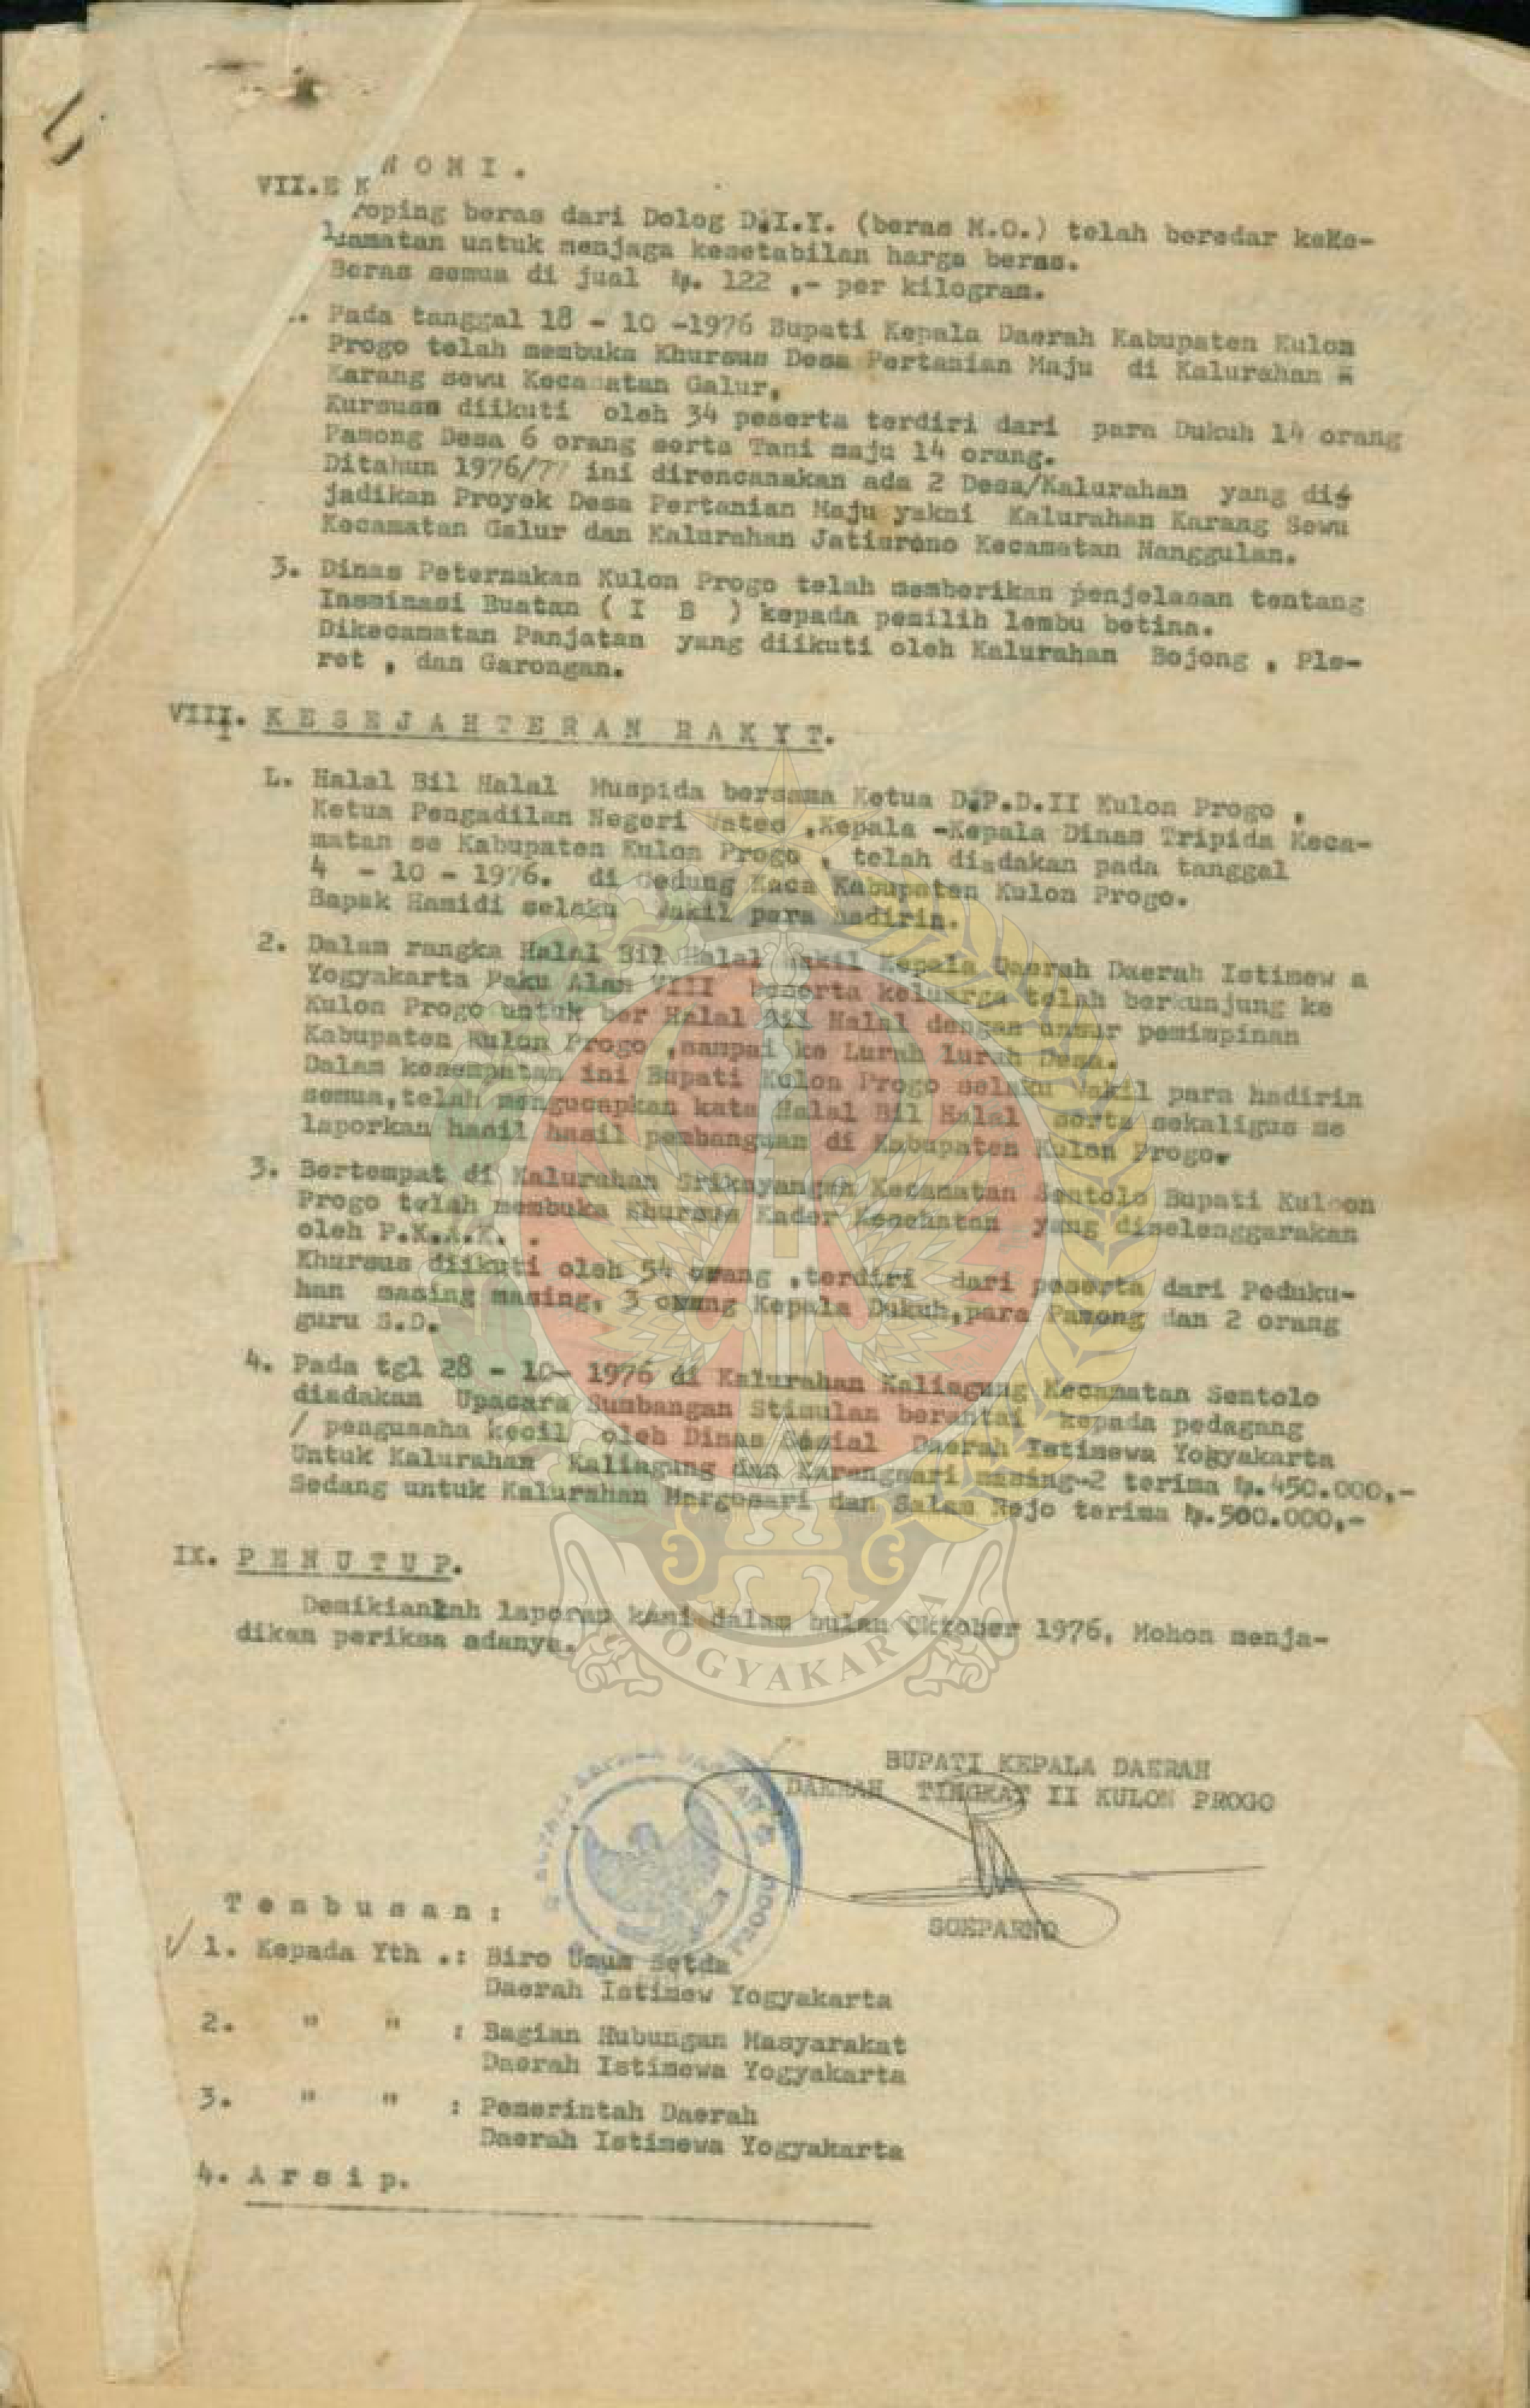 VII. E K N O M I .
roping beras dari Dolog D.I.Y. (beras M.O.) telah beredar keKe-
camatan untuk menjaga kesetabilan harga beras.
Beras semua di jual Rp. 122 ,- per kilogram.
Pada tanggal 18 - 10 -1976 Bupati Kepala Daerah Kabupaten Kulon
Progo telah membuka Khursus Desa Pertanian Maju di Kalurahan
Karang sewu Kecamatan Galur,
Kursuss diikuti oleh 34 peserta terdiri dari para Dukuh 14 orang
Pamong Desa 6 orang serta Tani maju 14 orang.
Ditahun 1976/77 ini direncanakan ada 2 Desa/Kalurahan yang di
jadikan Proyek Desa Pertanian Maju yakni Kalurahan Karang Sewu
Kecamatan Galur dan Kalurahan Jatisrono Kecamatan Nanggulan.
3. Dinas Peternakan Kulon Progo telah memberikan penjelasan tentang
Inseminasi Buatan ( I B ) kepada pemilih lembu betina.
Dikecamatan Panjatan yang diikuti oleh Kalurahan Bojong , Ple-
ret , dan Garongan.
VIII. K E S E J A H T E R A N R A K Y T.
L. Halal Bil Halal Muspida bersama Ketua D.P.D.II Kulon Progo ,
Ketua Pengadilan Negeri Wates ,Kepala -Kepala Dinas Tripida Keca-
matan se Kabupaten Kulon Progo , telah diadakan pada tanggal
4 - 10 - 1976. di Gedung Kaca Kabupaten Kulon Progo.
Bapak Hamidi selaku Wakil para hadirin.
2. Dalam rangka Halal Bil Halal Wakil Kepala Daerah Daerah Istimew a
Yogyakarta Paku Alam VIII beserta keluarga telah berkunjung ke
Kulon Progo untuk ber Halal Bil Halal dengan unsur pemimpinan
Kabupaten Kulon Progo ,sampai ke Lurah lurah Desa.
Dalam kesempatan ini Bupati Kulon Progo selaku Wakil para hadirin
semua,telah mengucapkan kata Halal Bil Halal serta sekaligus me
laporkan hasil hasil pembanguan di Kabupaten Kulon Progo.
3. Bertempat di Kalurahan Srikayangan Kecamatan Sentolo Bupati Kuloon
Progo telah membuka Khursus Kader Kesehatan yang diselenggarakan
oleh P.K.K.K. .
Khursus diikuti oleh 54 orang ,terdiri dari peserta dari Peduku-
han masing masing, 3 orang Kepala Dukuh,para Pamong dan 2 orang
guru S.D.
4. Pada tgl 28 - 10- 1976 di Kalurahan Kaliagung Kecamatan Sentolo
diadakan Upacara Sumbangan Stimulan berantai kepada pedagang
/ pengusaha kecil oleh Dinas Sosial Daerah Istimewa Yogyakarta
Untuk Kalurahan Kaliagung dan Karangsari masing-2 terima Rp.450.000,-
Sedang untuk Kalurahan Margosari dan Salam Rejo terima Rp.500.000,-
IX. P E N U T U P.
Demikianlah laporan kami dalam bulan Oktober 1976, Mohon menja-
dikan periksa adanya.
YOGYAKARTA
BUPATI KEPALA DAERAH
DAERAH TINGKAT II KULON PROGO
SOEPARNO
T e m b u s a n :
1. Kepada Yth .: Biro Umum Setda
Daerah Istimew Yogyakarta
2. " " : Bagian Hubungan Masyarakat
Daerah Istimewa Yogyakarta
3. " " : Pemerintah Daerah
Daerah Istimewa Yogyakarta
4. A r s i p.